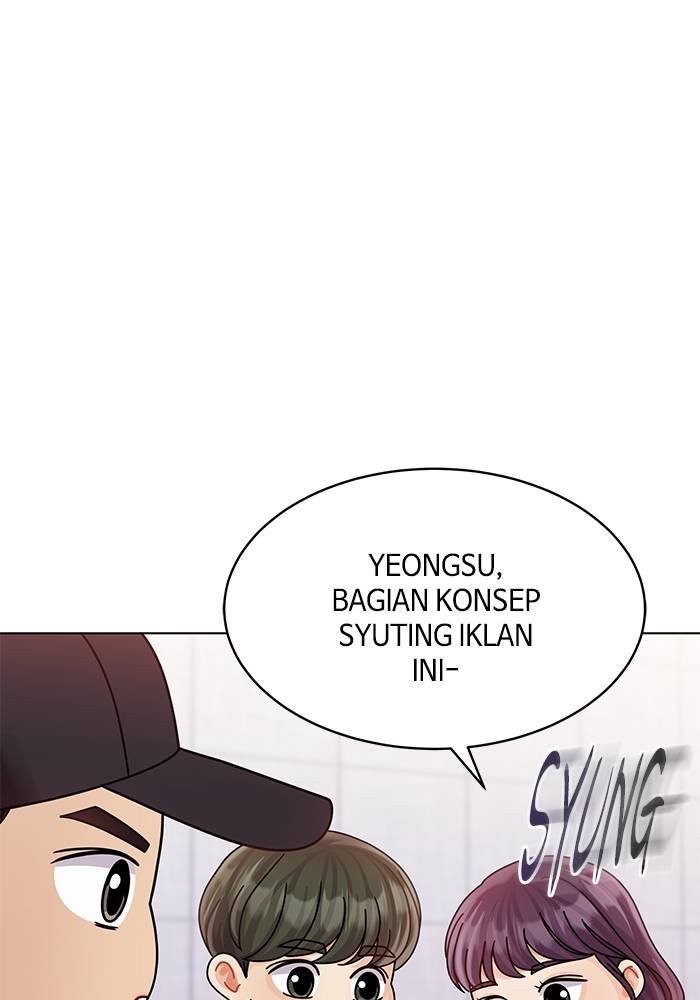 YEONGSU,
BAGIAN KONSEP
SYUTING IKLAN
INI-
SYUNG